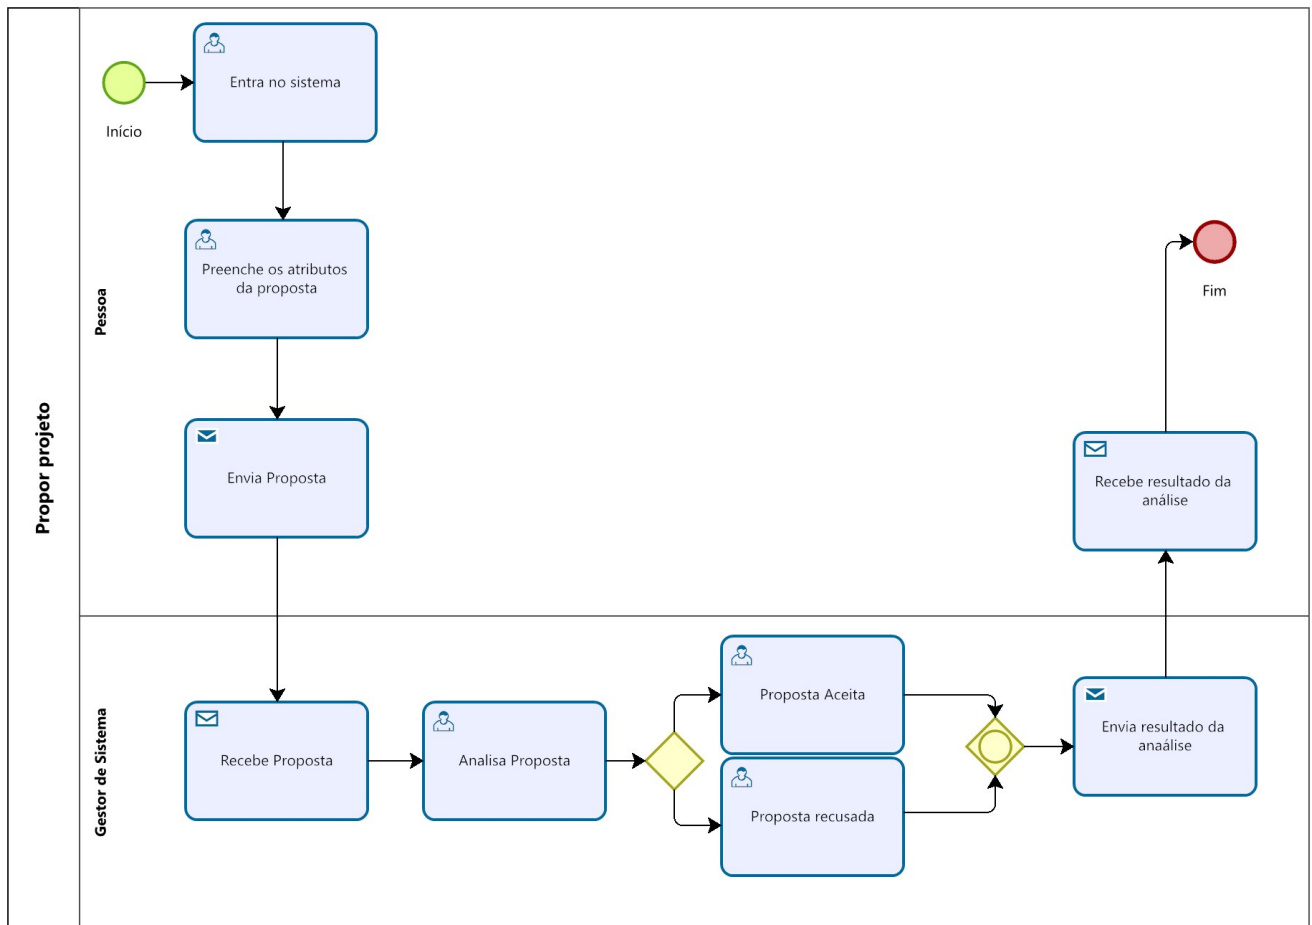 Propor projeto
Pessoa
Início
Entra no sistema
Preenche os atributos
da proposta
Envia Proposta
Fim
Recebe resultado da
análise
Gestor de Sistema
Recebe Proposta
Analisa Proposta
Proposta Aceita
Proposta recusada
Envia resultado da
anaálise